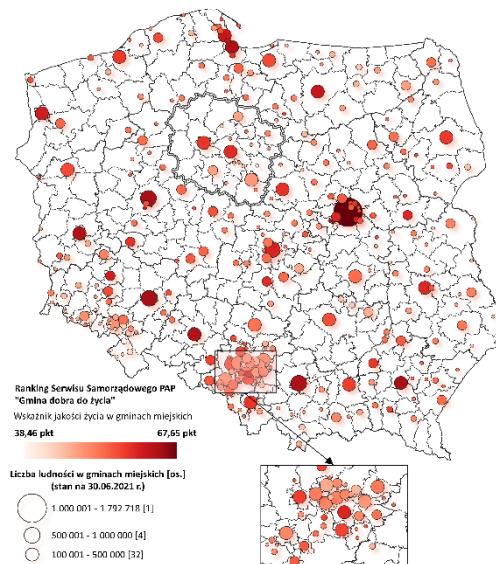 Ranking Serwisu Samorządowego PAP
"Gmina dobra do życia"
Wskaźnik jakości życia w gminach miejskich
38,46 pkt 67,65 pkt
Liczba ludności w gminach miejskich [os.]
(stan na 30.06.2021 r.)
1 000 001 - 1 792 718 [1]
500 001 - 1 000 000 [4]
100 001 - 500 000 [32]